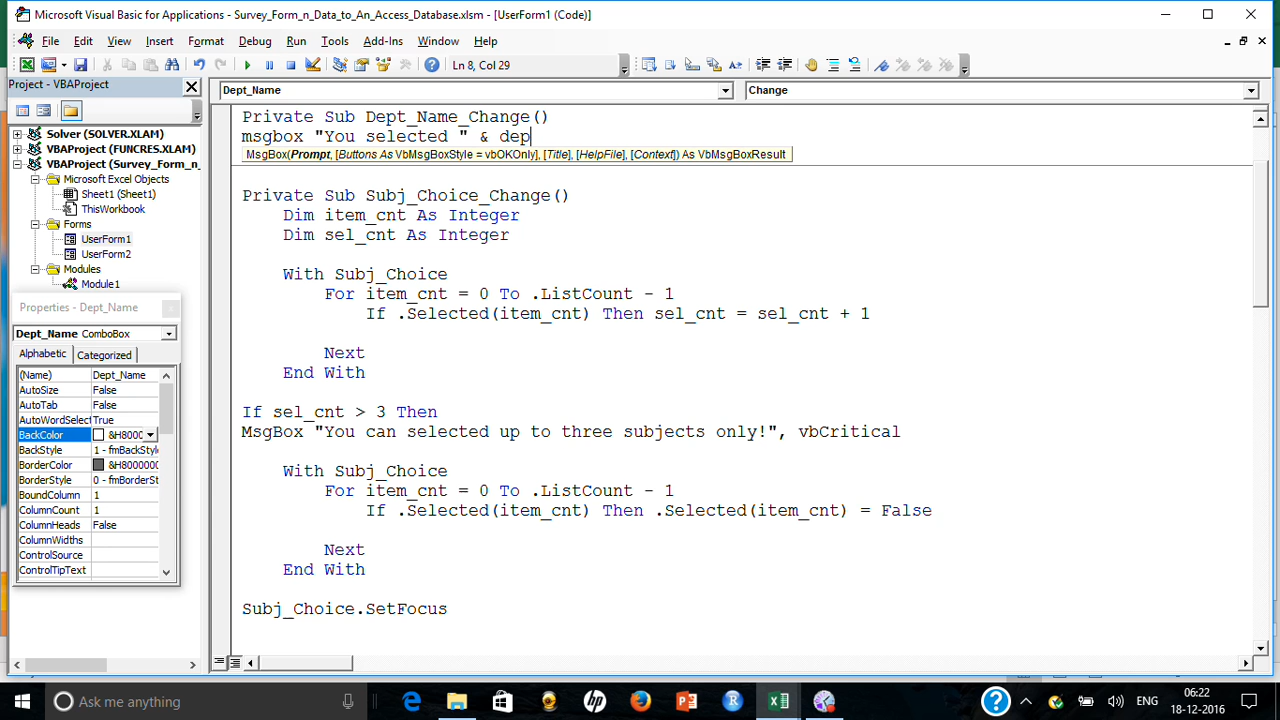 Microsoft Visual Basic for Applications - Survey_Form_n_Data_to_An_Access_Database.xlsm - [UserForm1 (Code)]
File Edit View Insert Format Debug Run Tools Add-Ins Window Help
Ln 8, Col 29
Project - VBAProject
Dept_Name
Change
Solver (SOLVER.XLAM)
VBAProject (FUNCRES.XLAM)
VBAProject (Survey_Form_n_
Microsoft Excel Objects
Sheet1 (Sheet1)
ThisWorkbook
Forms
UserForm1
UserForm2
Modules
Module1
Properties - Dept_Name
Dept_Name ComboBox
Alphabetic Categorized
(Name) Dept_Name
AutoSize False
AutoTab False
AutoWordSelect True
BackColor &H8000
BackStyle 1 - fmBackStyl
BorderColor &H8000000
BorderStyle 0 - fmBorderSt
BoundColumn 1
ColumnCount 1
ColumnHeads False
ColumnWidths
ControlSource
ControlTipText
Private Sub Dept_Name_Change()
msgbox "You selected " & dep
MsgBox(Prompt, [Buttons As VbMsgBoxStyle = vbOKOnly], [Title], [HelpFile], [Context]) As VbMsgBoxResult
Private Sub Subj_Choice_Change()
Dim item_cnt As Integer
Dim sel_cnt As Integer
With Subj_Choice
For item_cnt = 0 To .ListCount - 1
If .Selected(item_cnt) Then sel_cnt = sel_cnt + 1
Next
End With
If sel_cnt > 3 Then
MsgBox "You can selected up to three subjects only!", vbCritical
With Subj_Choice
For item_cnt = 0 To .ListCount - 1
If .Selected(item_cnt) Then .Selected(item_cnt) = False
Next
End With
Subj_Choice.SetFocus
Ask me anything
ENG
06:22
18-12-2016